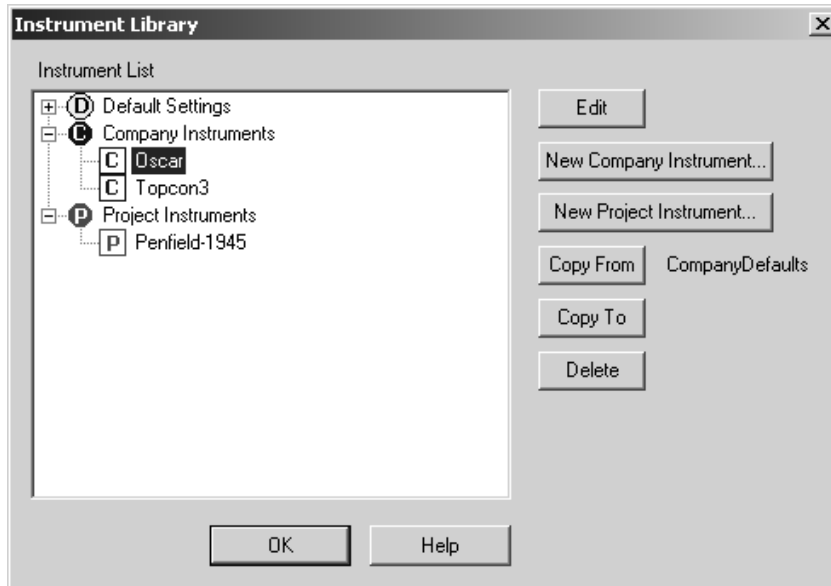 Instrument Library
Instrument List
D Default Settings
C Company Instruments
C Oscar
C Topcon3
P Project Instruments
P Penfield-1945
Edit
New Company Instrument...
New Project Instrument...
Copy From CompanyDefaults
Copy To
Delete
OK Help